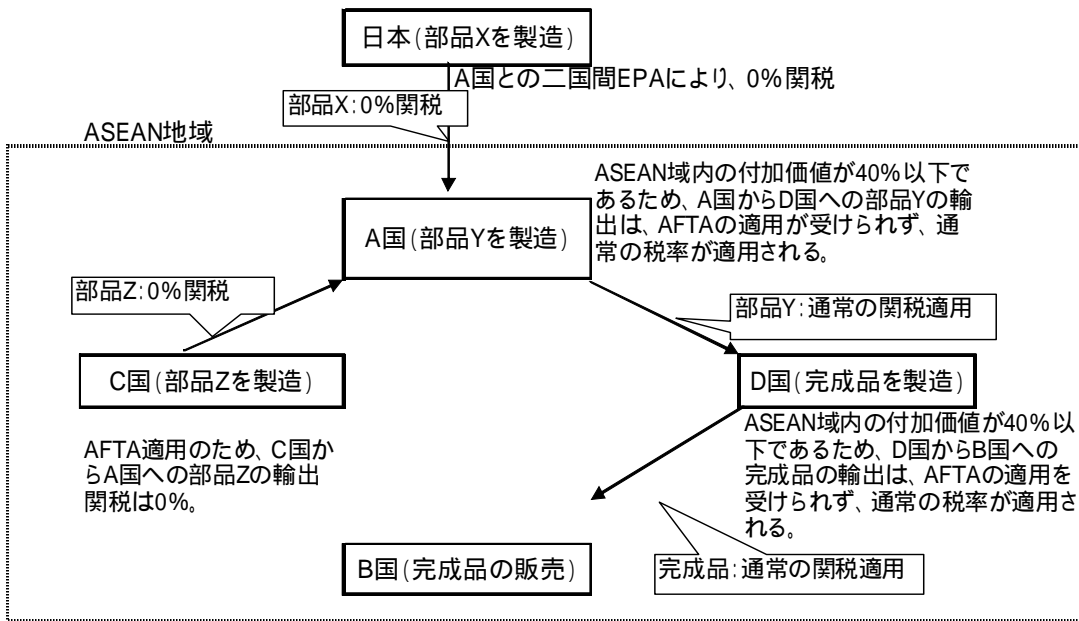 日本(部品Xを製造)
A国との二国間EPAにより、0%関税
部品X:0%関税
ASEAN地域
ASEAN域内の付加価値が40%以下で
あるため、A国からD国への部品Yの輸
出は、AFTAの適用が受けられず、通
常の税率が適用される。
A国(部品Yを製造)
部品Z:0%関税
部品Y:通常の関税適用
C国(部品Zを製造)
D国(完成品を製造)
AFTA適用のため、C国か
らA国への部品Zの輸出
関税は0%。
ASEAN域内の付加価値が40%以
下であるため、D国からB国への
完成品の輸出は、AFTAの適用を
受けられず、通常の税率が適用さ
れる。
B国(完成品の販売)
完成品:通常の関税適用